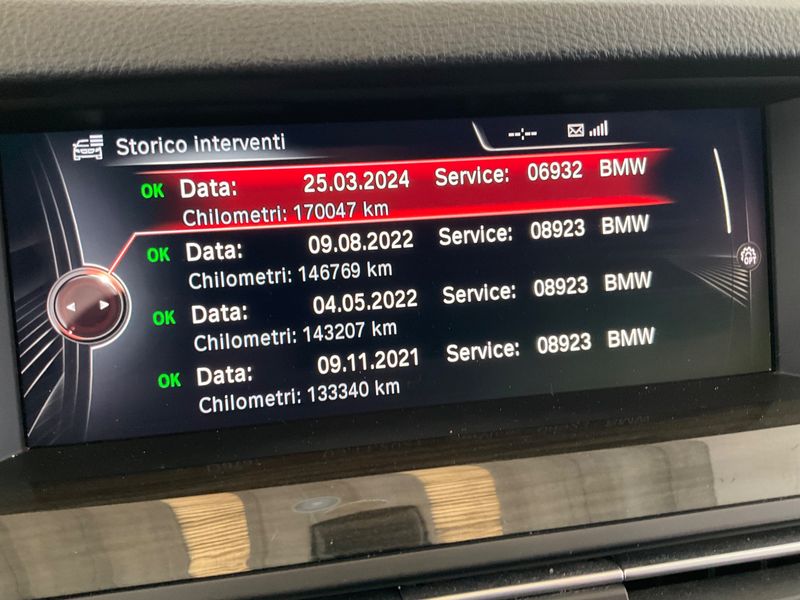 Storico interventi --:--
OK Data: 25.03.2024 Service: 06932 BMW
Chilometri: 170047 km
OK Data: 09.08.2022 Service: 08923 BMW
Chilometri: 146769 km
OK Data: 04.05.2022 Service: 08923 BMW
Chilometri: 143207 km
OK Data: 09.11.2021 Service: 08923 BMW
Chilometri: 133340 km
OPT